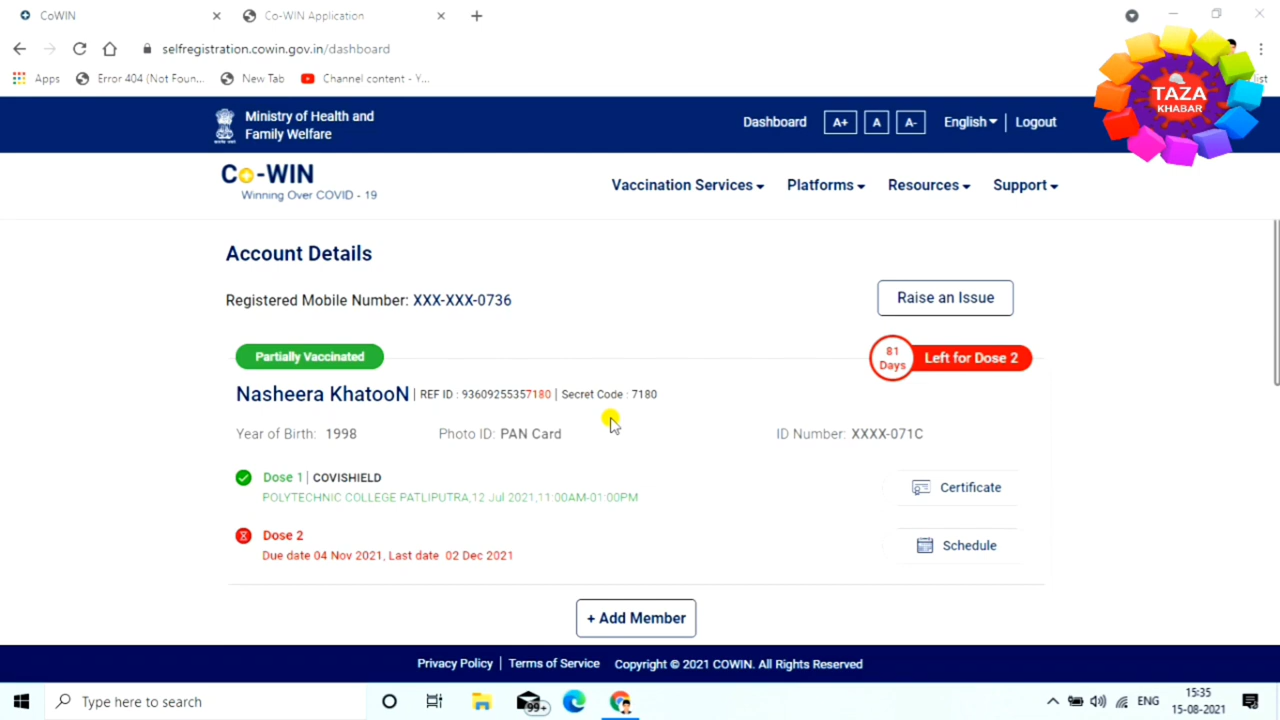 CoWIN
Co-WIN Application
selfregistration.cowin.gov.in/dashboard
Apps
Error 404 (Not Foun...
New Tab
Channel content - Y...
list
TAZA
KHABAR
Ministry of Health and
Family Welfare
Dashboard
A+
A
A-
English
Logout
Co-WIN
Winning Over COVID - 19
Vaccination Services
Platforms
Resources
Support
Account Details
Registered Mobile Number: XXX-XXX-0736
Raise an Issue
Partially Vaccinated
81
Days
Left for Dose 2
Nasheera KhatooN | REF ID : 93609255357180 | Secret Code : 7180
Year of Birth: 1998
Photo ID: PAN Card
ID Number: XXXX-071C
Dose 1 | COVISHIELD
POLYTECHNIC COLLEGE PATLIPUTRA,12 Jul 2021,11:00AM-01:00PM
Certificate
Dose 2
Due date 04 Nov 2021, Last date 02 Dec 2021
Schedule
+ Add Member
Privacy Policy | Terms of Service
Copyright © 2021 COWIN. All Rights Reserved
Type here to search
99+
ENG
15:35
15-08-2021